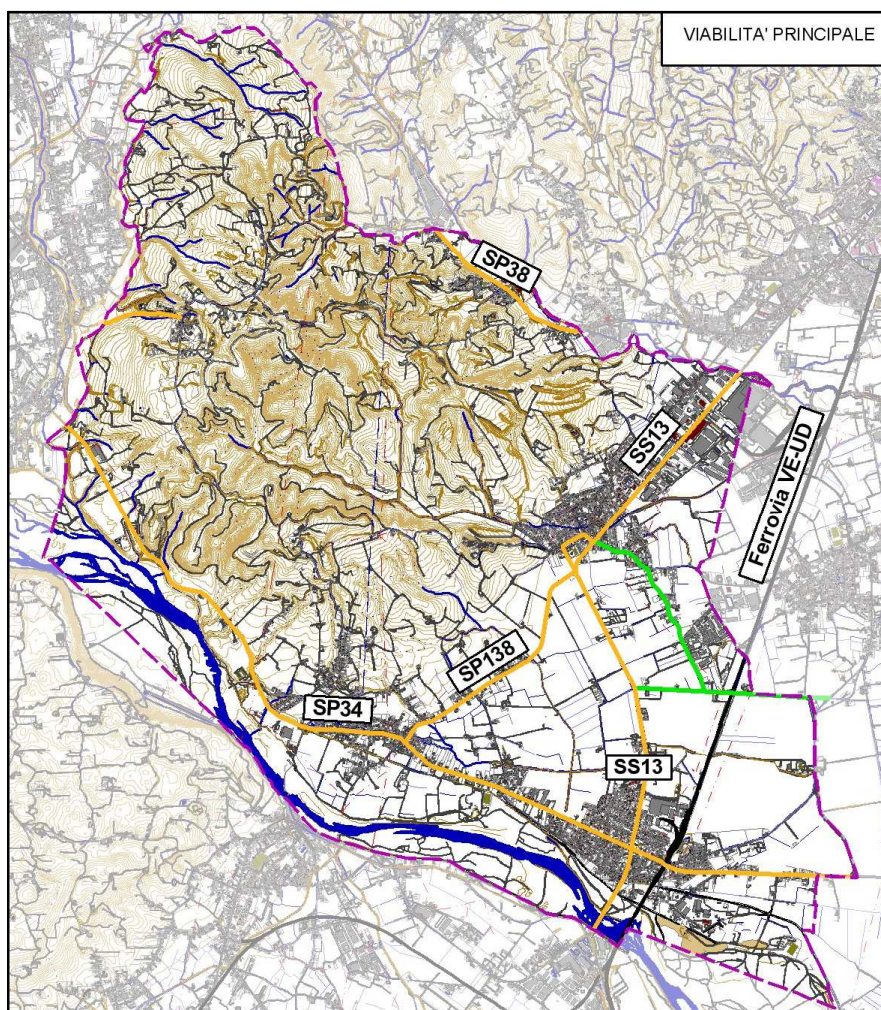 VIABILITA' PRINCIPALE
SP38
SS13
Ferrovia VE-UD
SP138
SP34
SS13